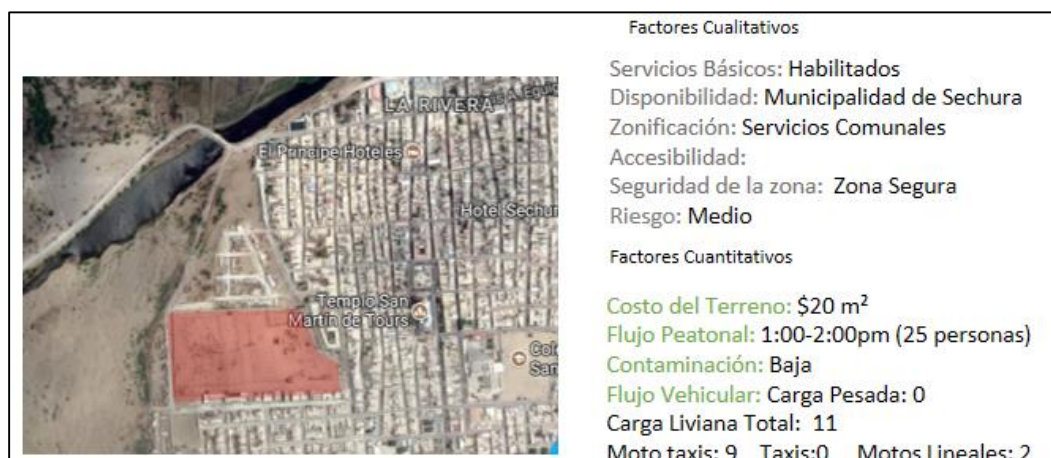 Factores Cualitativos
Servicios Básicos: Habilitados
Disponibilidad: Municipalidad de Sechura
Zonificación: Servicios Comunales
Accesibilidad:
Seguridad de la zona: Zona Segura
Riesgo: Medio
Factores Cuantitativos
Costo del Terreno: $20 m²
Flujo Peatonal: 1:00-2:00pm (25 personas)
Contaminación: Baja
Flujo Vehicular: Carga Pesada: 0
Carga Liviana Total: 11
Moto taxis: 9 Taxis:0 Motos Lineales: 2
LA RIVERA
El Principe Hoteles
Hotel Sechur
Templo San
Martín de Tours
Cole
San